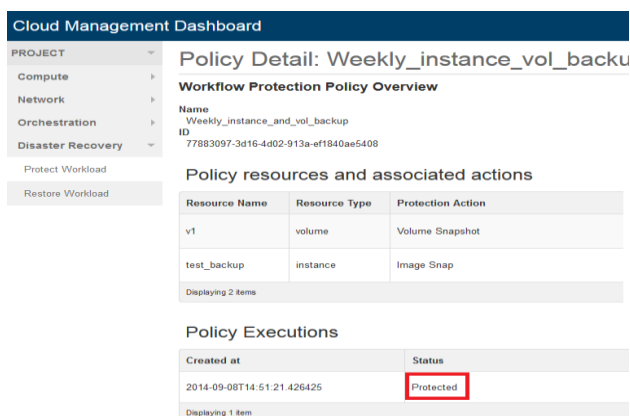 Cloud Management Dashboard
PROJECT
Compute
Network
Orchestration
Disaster Recovery
Protect Workload
Restore Workload
Policy Detail: Weekly_instance_vol_backu
Workflow Protection Policy Overview
Name
Weekly_instance_and_vol_backup
ID
77883097-3d16-4d02-913a-ef1840ae5408
Policy resources and associated actions
Resource Name Resource Type Protection Action
v1 volume Volume Snapshot
test_backup instance Image Snap
Displaying 2 items
Policy Executions
Created at Status
2014-09-08T14:51:21.426425 Protected
Displaying 1 item